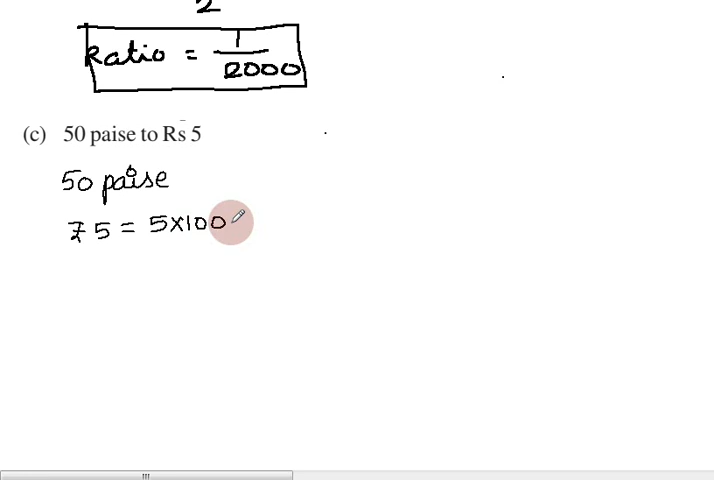 2
Ratio = 1/2000
(c) 50 paise to Rs 5
50 paise
₹ 5 = 5×100